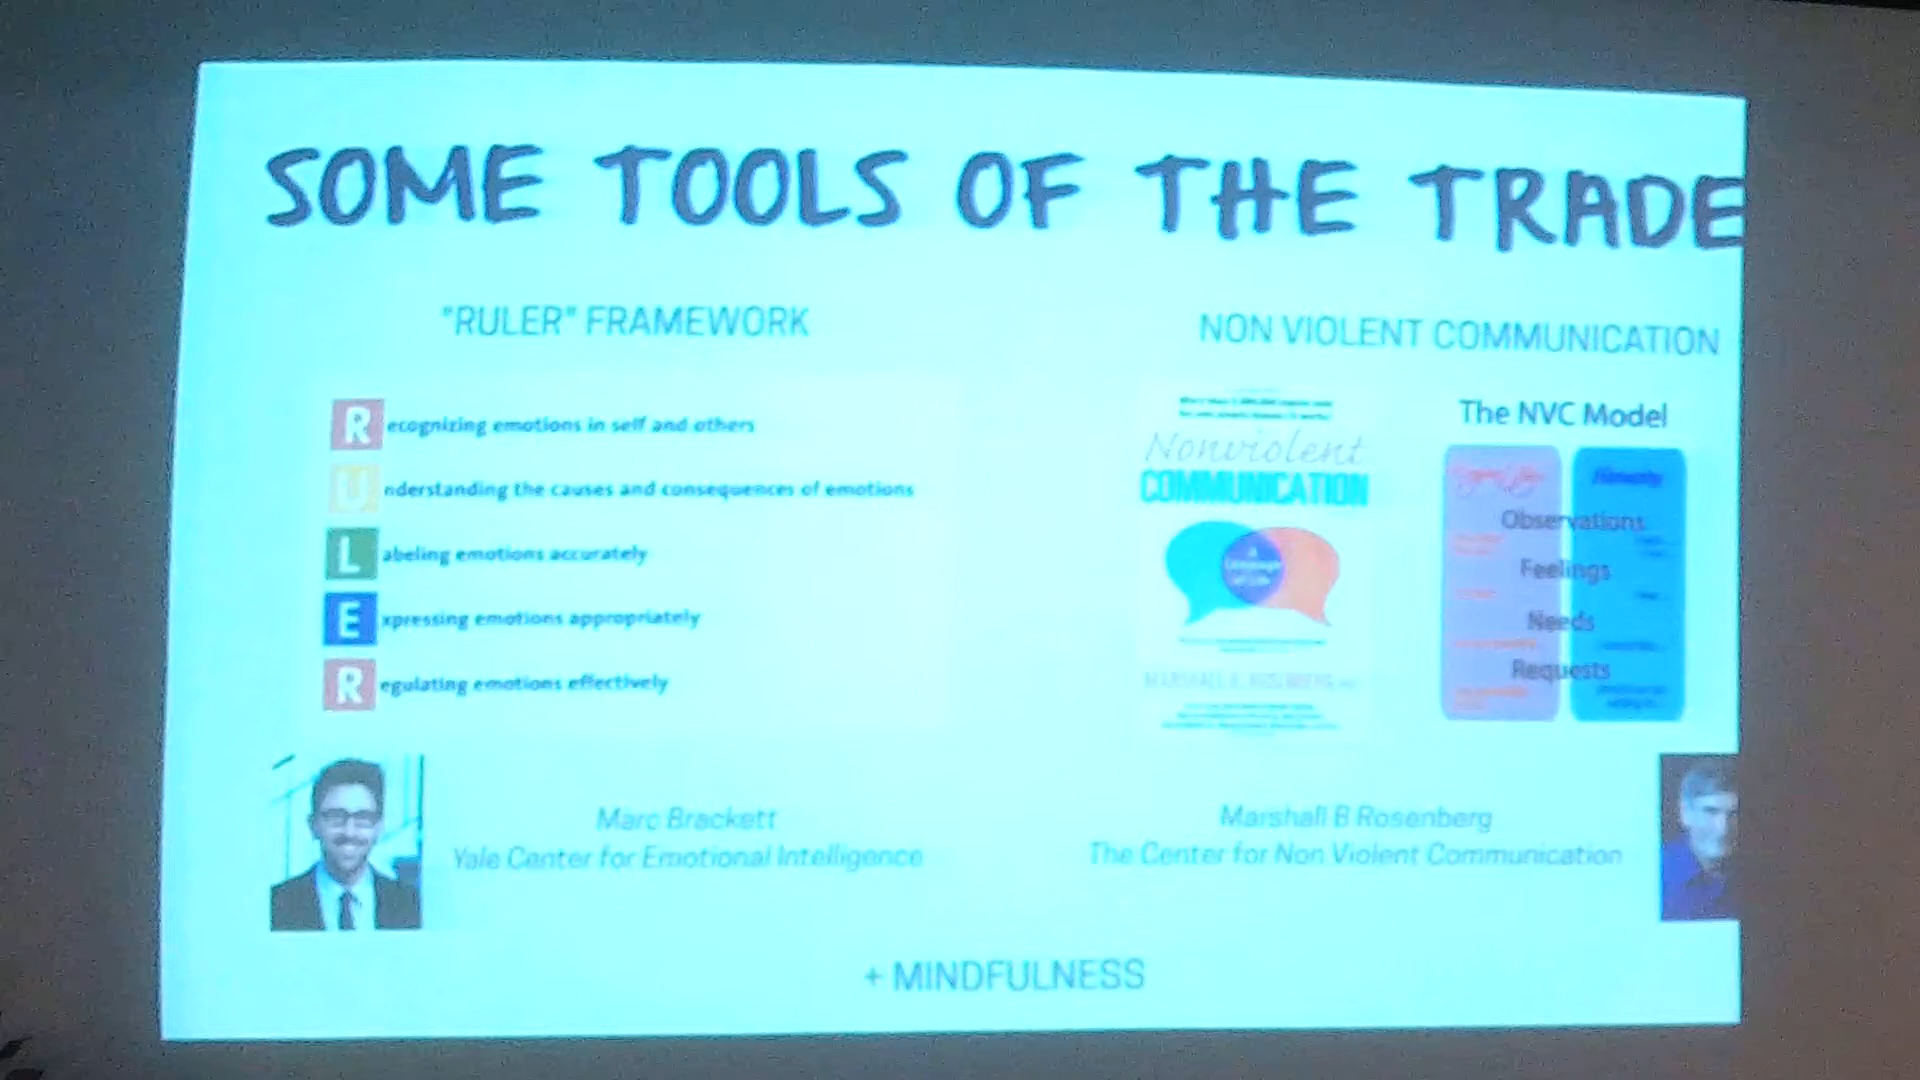 SOME TOOLS OF THE TRADE
"RULER" FRAMEWORK
Recognizing emotions in self and others
Understanding the causes and consequences of emotions
Labeling emotions accurately
Expressing emotions appropriately
Regulating emotions effectively
Marc Brackett
Yale Center for Emotional Intelligence
NON VIOLENT COMMUNICATION
Nonviolent
COMMUNICATION
MARSHALL B. ROSENBERG
The NVC Model
Honesty
Observations
Feelings
Needs
Requests
Marshall B Rosenberg
The Center for Non Violent Communication
+ MINDFULNESS